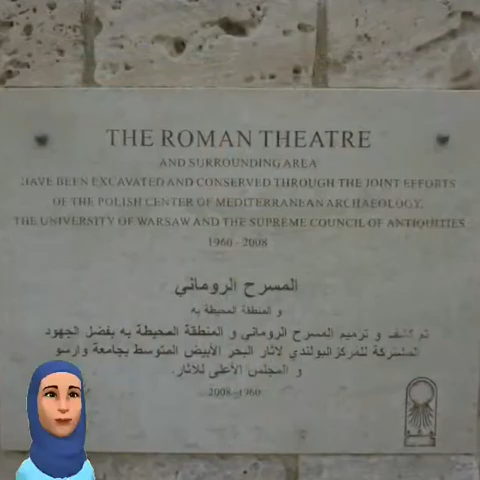 THE ROMAN THEATRE
AND SURROUNDING AREA
HAVE BEEN EXCAVATED AND CONSERVED THROUGH THE JOINT EFFORTS
OF THE POLISH CENTER OF MEDITERRANEAN ARCHAEOLOGY,
THE UNIVERSITY OF WARSAW AND THE SUPREME COUNCIL OF ANTIQUITIES
1960 - 2008
المسرح الروماني
و المنطقة المحيطة به
تم كشف و ترميم المسرح الروماني و المنطقة المحيطة به بفضل الجهود
المشتركة للمركز البولندي لاثار البحر الأبيض المتوسط بجامعة وارسو
و المجلس الأعلى للاثار.
2008-1960